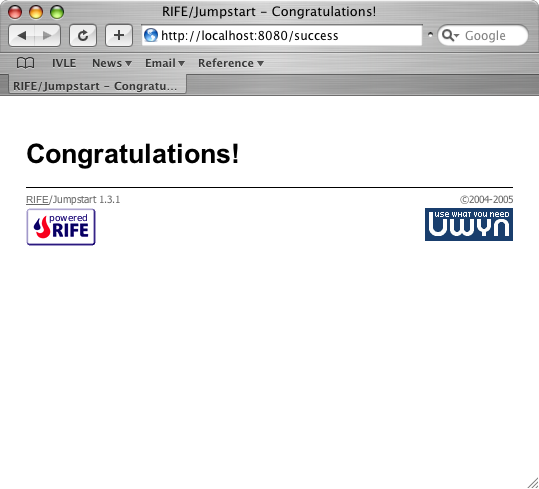 RIFE/Jumpstart – Congratulations!
http://localhost:8080/success
Google
IVLE News Email Reference
RIFE/Jumpstart – Congratu...
Congratulations!
RIFE/Jumpstart 1.3.1 ©2004-2005
powered
RIFE
USE WHAT YOU NEED
uwyn